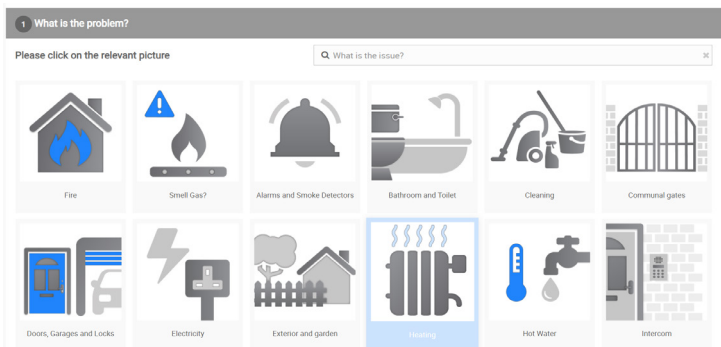 1 What is the problem?
Please click on the relevant picture
What is the issue?
Fire
Smell Gas?
Alarms and Smoke Detectors
Bathroom and Toilet
Cleaning
Communal gates
Doors, Garages and Locks
Electricity
Exterior and garden
Heating
Hot Water
Intercom